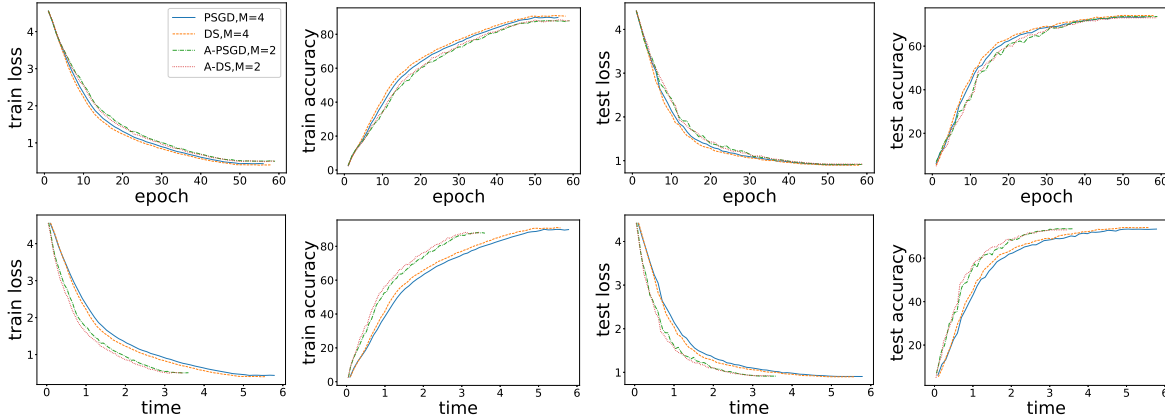 train loss
4
3
2
1
0 10 20 30 40 50 60
epoch
PSGD,M=4
DS,M=4
A-PSGD,M=2
A-DS,M=2
train accuracy
80
60
40
20
0
0 10 20 30 40 50 60
epoch
test loss
4
3
2
1
0 10 20 30 40 50 60
epoch
test accuracy
60
40
20
0 10 20 30 40 50 60
epoch
train loss
4
3
2
1
0 1 2 3 4 5 6
time
train accuracy
80
60
40
20
0
0 1 2 3 4 5 6
time
test loss
4
3
2
1
0 1 2 3 4 5 6
time
test accuracy
60
40
20
0 1 2 3 4 5 6
time